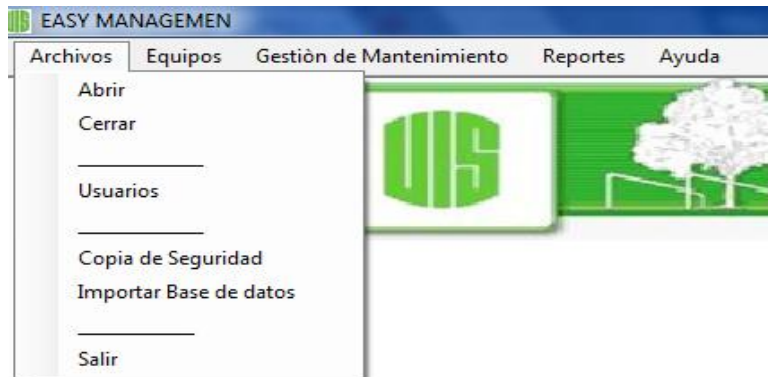 EASY MANAGEMEN
Archivos Equipos Gestiòn de Mantenimiento Reportes Ayuda
Abrir
Cerrar
Usuarios
Copia de Seguridad
Importar Base de datos
Salir
UIS